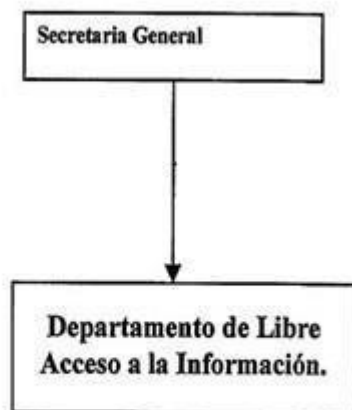 Secretaria General
Departamento de Libre
Acceso a la Información.